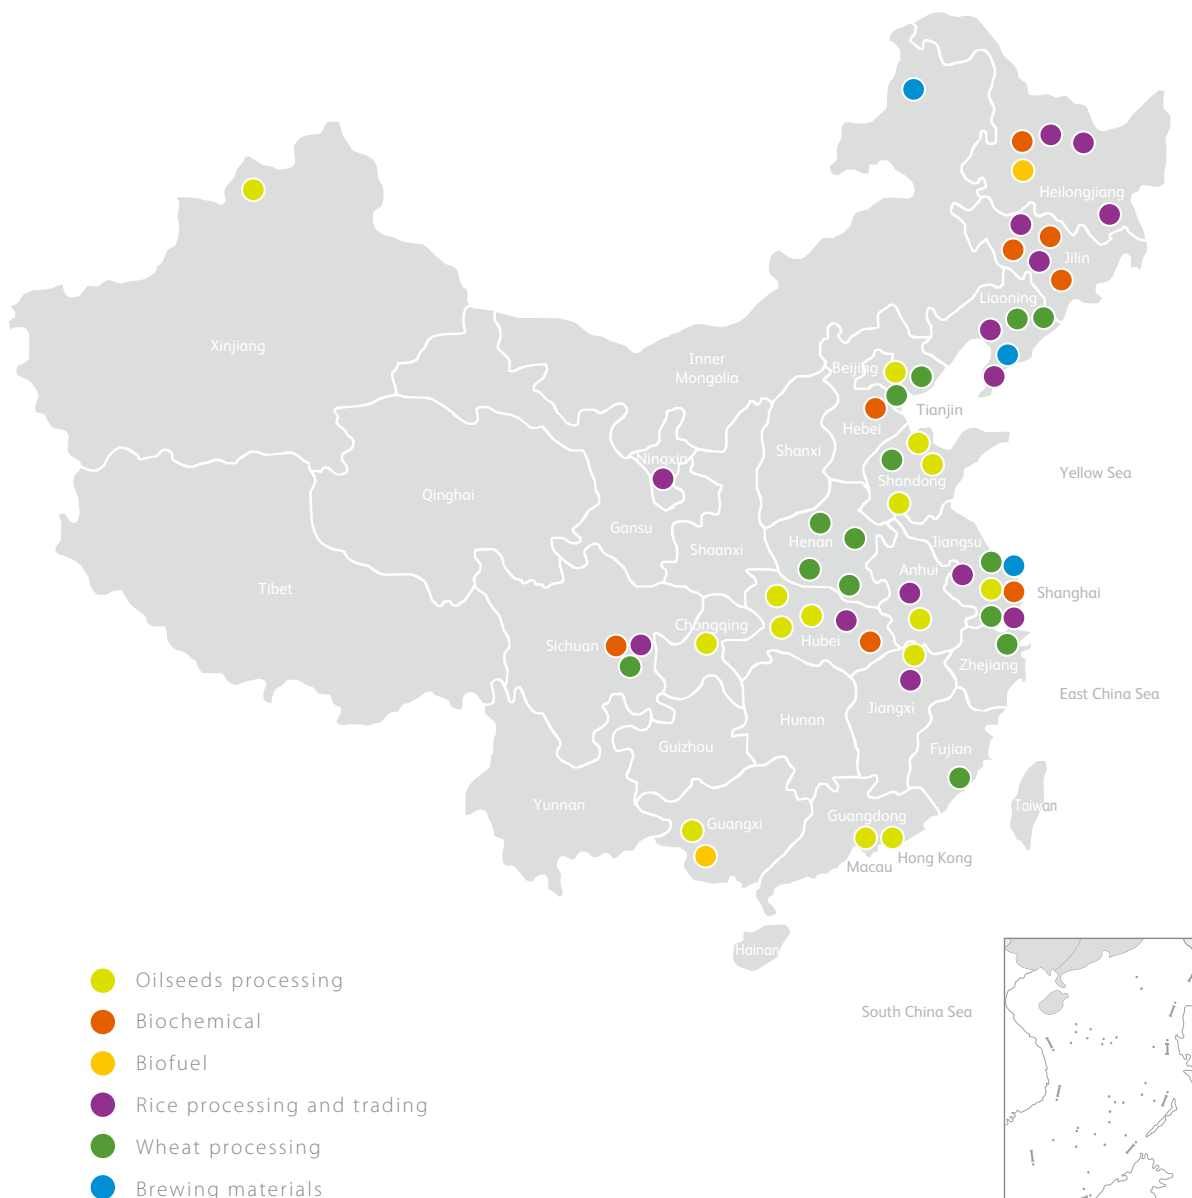 Heilongjiang
Jilin
Liaoning
Xinjiang
Inner
Mongolia
Beijing
Tianjin
Hebei
Ningxia
Shanxi
Yellow Sea
Qinghai
Shandong
Gansu
Shaanxi
Henan
Jiangsu
Anhui
Tibet
Shanghai
Chongqing
Sichuan
Hubei
Zhejiang
East China Sea
Jiangxi
Hunan
Guizhou
Fujian
Yunnan
Taiwan
Guangxi
Guangdong
Hong Kong
Macau
Hainan
Oilseeds processing
South China Sea
Biochemical
Biofuel
Rice processing and trading
Wheat processing
Brewing materials